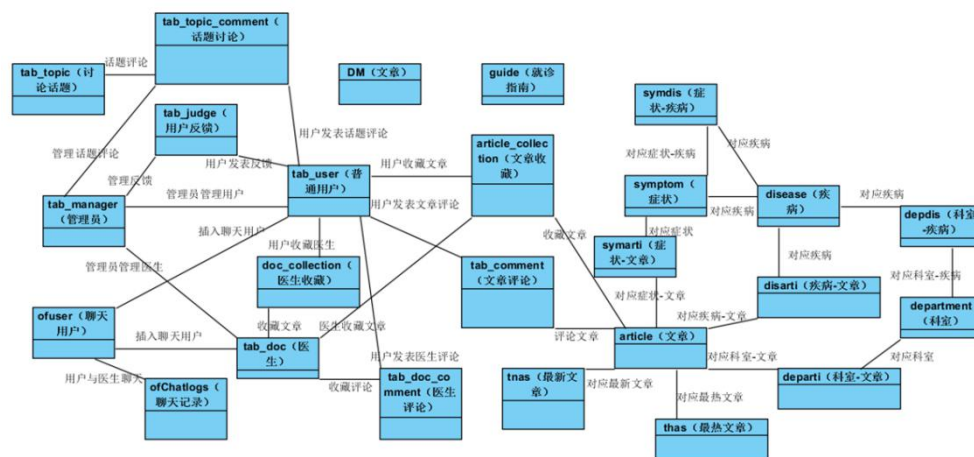 tab_topic_comment（
话题讨论）
话题评论
tab_topic（讨
论话题）
DM（文章）
guide（就诊
指南）
symdis（症
状-疾病）
tab_judge（
用户反馈）
用户发表话题评论
管理话题评论
用户发表反馈
管理反馈
article_collec
tion（文章收
藏）
用户收藏文章
对应症状-疾病
对应疾病
tab_user（普
通用户）
管理员管理用户
用户发表文章评论
symptom
（症状）
对应疾病
disease（疾
病）
对应疾病
tab_manager
（管理员）
depdis（科室
-疾病）
插入聊天用户
用户收藏医生
收藏文章
对应症状
symarti（症
状-文章）
对应疾病
管理员管理医生
doc_collection
（医生收藏）
tab_comment
（文章评论）
disarti（疾病
-文章）
对应科室-疾病
对应症状-文章
ofuser（聊天
用户）
收藏文章
医生收藏文章
对应疾病-文章
department
（科室）
插入聊天用户
tab_doc（医
生）
评论文章
article（文章）
用户发表医生评论
对应科室-文章
对应科室
用户与医生聊天
收藏评论
tab_doc_co
mment（医生
评论）
tnas（最新文
章）
对应最新文章
departi（科
室-文章）
ofChatlogs
（聊天记录）
对应最热文章
thas（最热文
章）